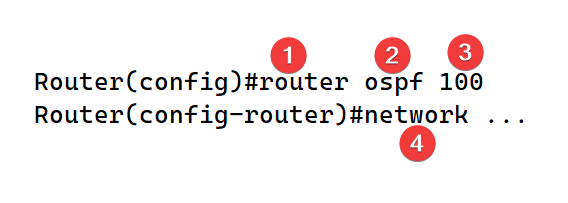 1 2 3
Router(config)#router ospf 100
Router(config-router)#network ...
4